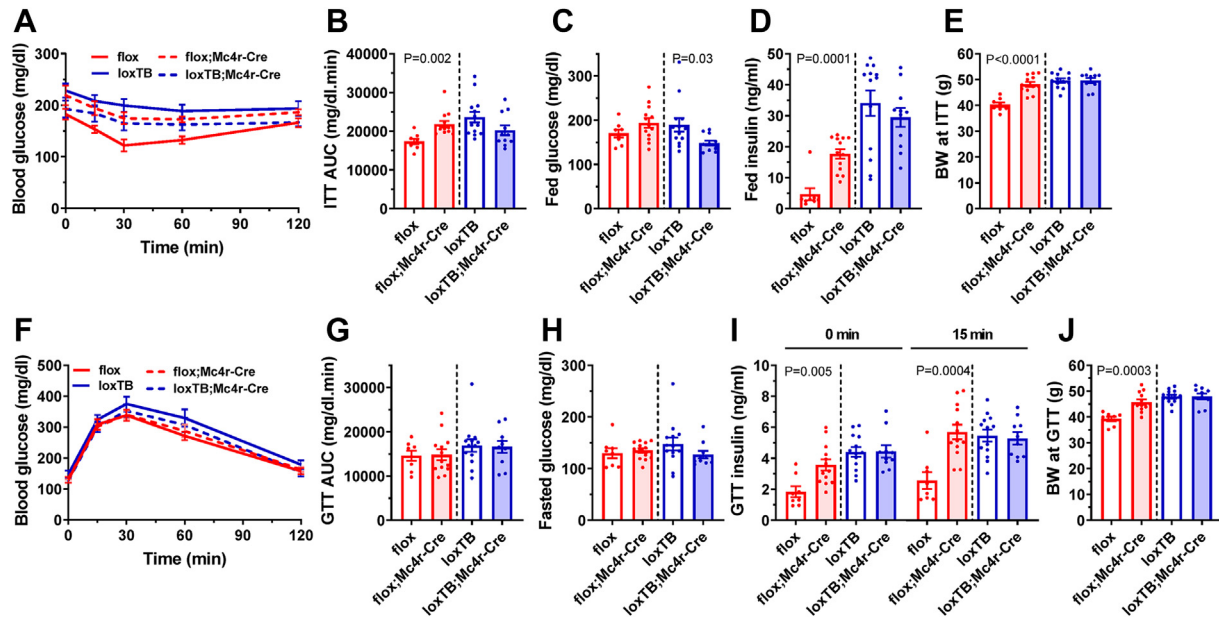 A
Blood glucose (mg/dl)
300
200
100
0
flox
loxTB
flox;Mc4r-Cre
loxTB;Mc4r-Cre
0
30
60
90
120
Time (min)
B
ITT AUC (mg/dl.min)
40000
30000
20000
10000
0
P=0.002
flox
flox;Mc4r-Cre
loxTB
loxTB;Mc4r-Cre
C
Fed glucose (mg/dl)
300
200
100
0
P=0.03
flox
flox;Mc4r-Cre
loxTB
loxTB;Mc4r-Cre
D
Fed insulin (ng/ml)
50
40
30
20
10
0
P=0.0001
flox
flox;Mc4r-Cre
loxTB
loxTB;Mc4r-Cre
E
BW at ITT (g)
60
50
40
30
20
10
0
P<0.0001
flox
flox;Mc4r-Cre
loxTB
loxTB;Mc4r-Cre
F
Blood glucose (mg/dl)
500
400
300
200
100
0
flox
loxTB
flox;Mc4r-Cre
loxTB;Mc4r-Cre
0
30
60
90
120
Time (min)
G
GTT AUC (mg/dl.min)
30000
20000
10000
0
flox
flox;Mc4r-Cre
loxTB
loxTB;Mc4r-Cre
H
Fasted glucose (mg/dl)
300
200
100
0
flox
flox;Mc4r-Cre
loxTB
loxTB;Mc4r-Cre
I
0 min
15 min
GTT insulin (ng/ml)
10
8
6
4
2
0
P=0.005
P=0.0004
flox
flox;Mc4r-Cre
loxTB
loxTB;Mc4r-Cre
flox
flox;Mc4r-Cre
loxTB
loxTB;Mc4r-Cre
J
BW at GTT (g)
60
50
40
30
20
10
0
P=0.0003
flox
flox;Mc4r-Cre
loxTB
loxTB;Mc4r-Cre